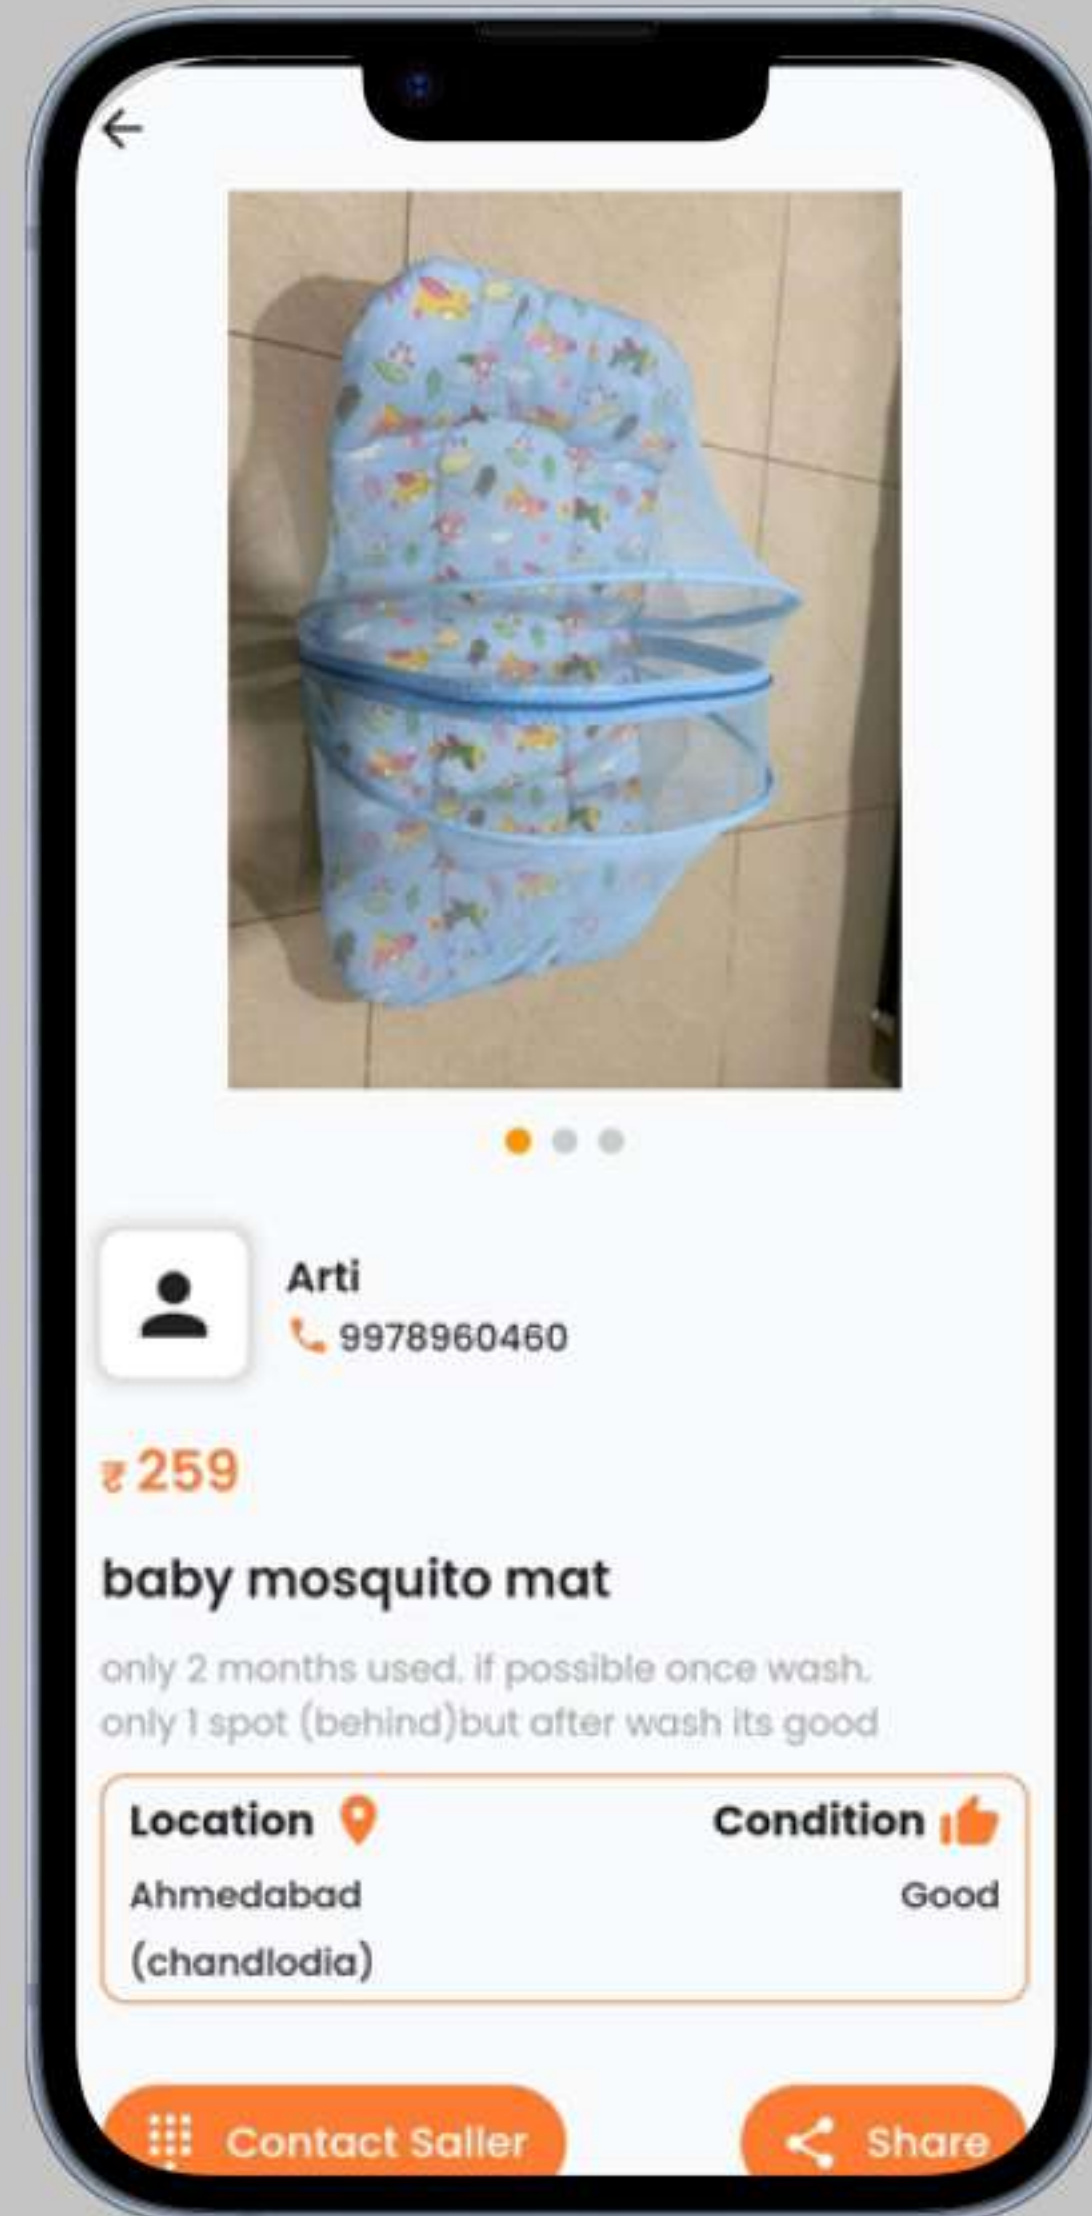 Arti
9978960460
₹ 259
baby mosquito mat
only 2 months used. if possible once wash.
only 1 spot (behind)but after wash its good
Location
Condition
Ahmedabad
(chandlodia)
Good
Contact Saller
Share